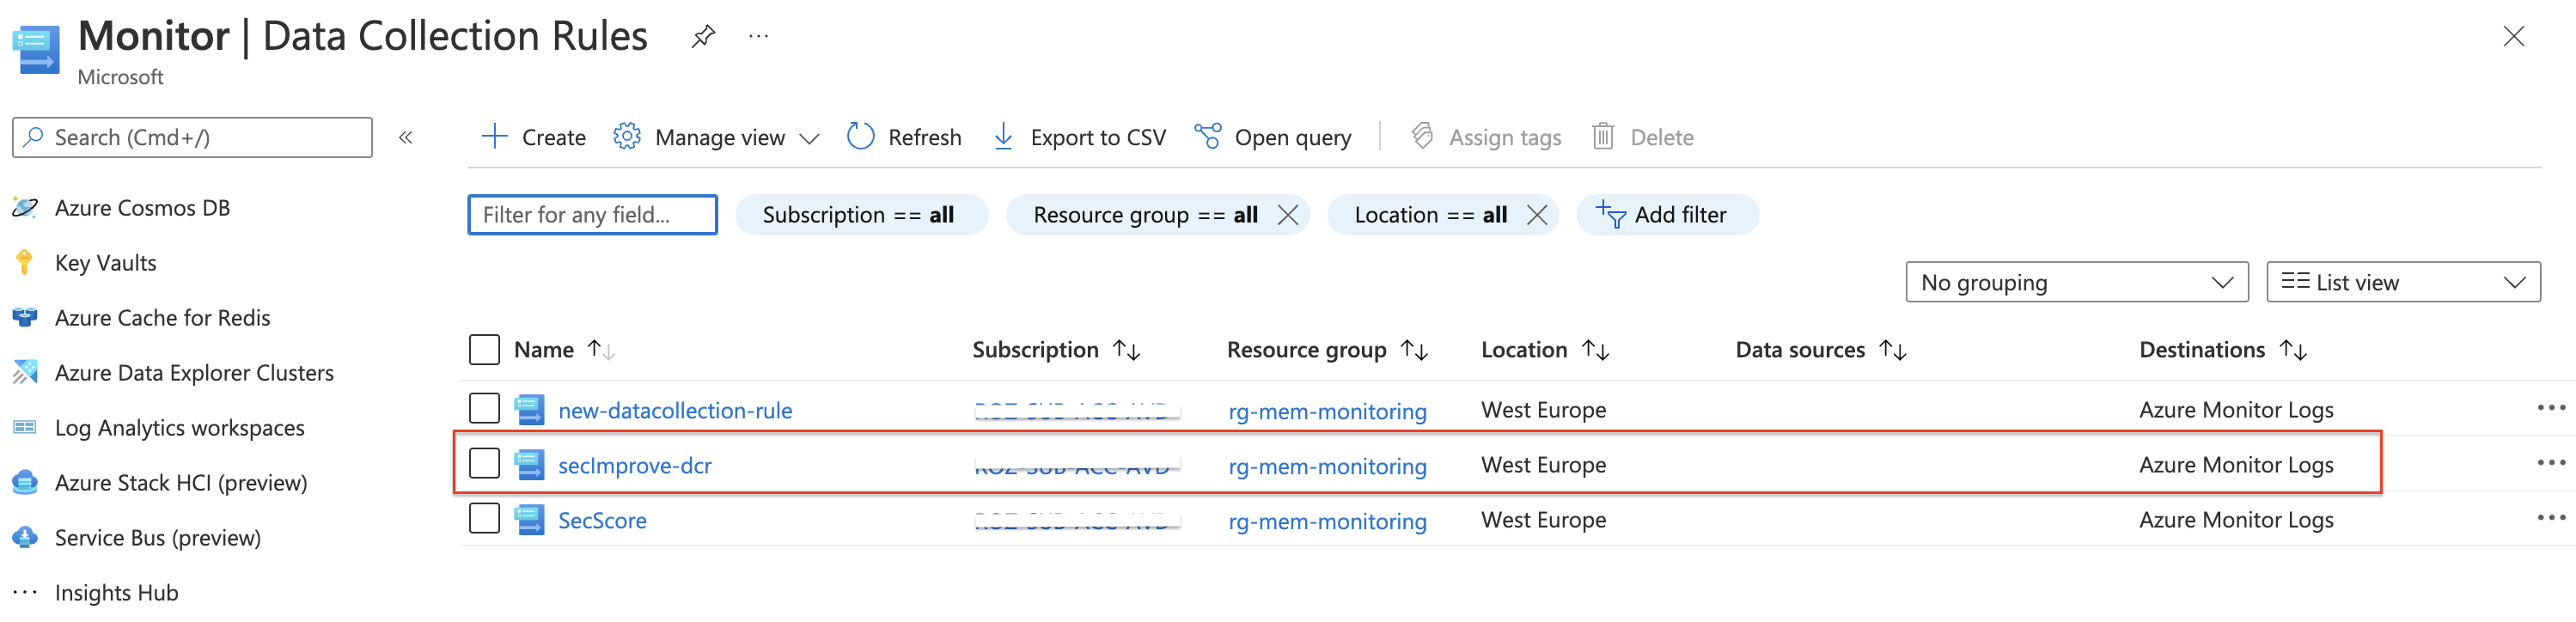 Monitor | Data Collection Rules ...
Microsoft
Search (Cmd+/) «
Create Manage view Refresh Export to CSV Open query Assign tags Delete
Azure Cosmos DB
Key Vaults
Azure Cache for Redis
Azure Data Explorer Clusters
Log Analytics workspaces
Azure Stack HCI (preview)
Service Bus (preview)
Insights Hub
Filter for any field... Subscription == all Resource group == all Location == all Add filter
No grouping List view
Name Subscription Resource group Location Data sources Destinations
new-datacollection-rule rg-mem-monitoring West Europe Azure Monitor Logs ...
secImprove-dcr rg-mem-monitoring West Europe Azure Monitor Logs ...
SecScore rg-mem-monitoring West Europe Azure Monitor Logs ...